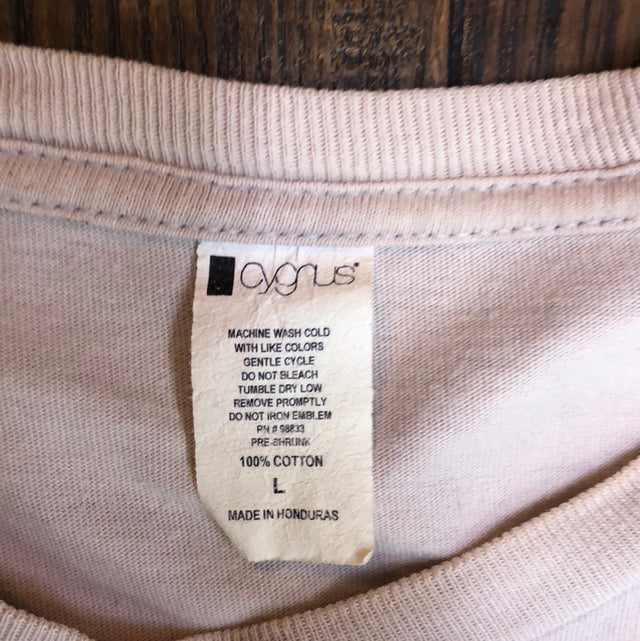 cygnus
MACHINE WASH COLD
WITH LIKE COLORS
GENTLE CYCLE
DO NOT BLEACH
TUMBLE DRY LOW
REMOVE PROMPTLY
DO NOT IRON EMBLEM
RN # 98833
PRE-SHRUNK
100% COTTON
L
MADE IN HONDURAS